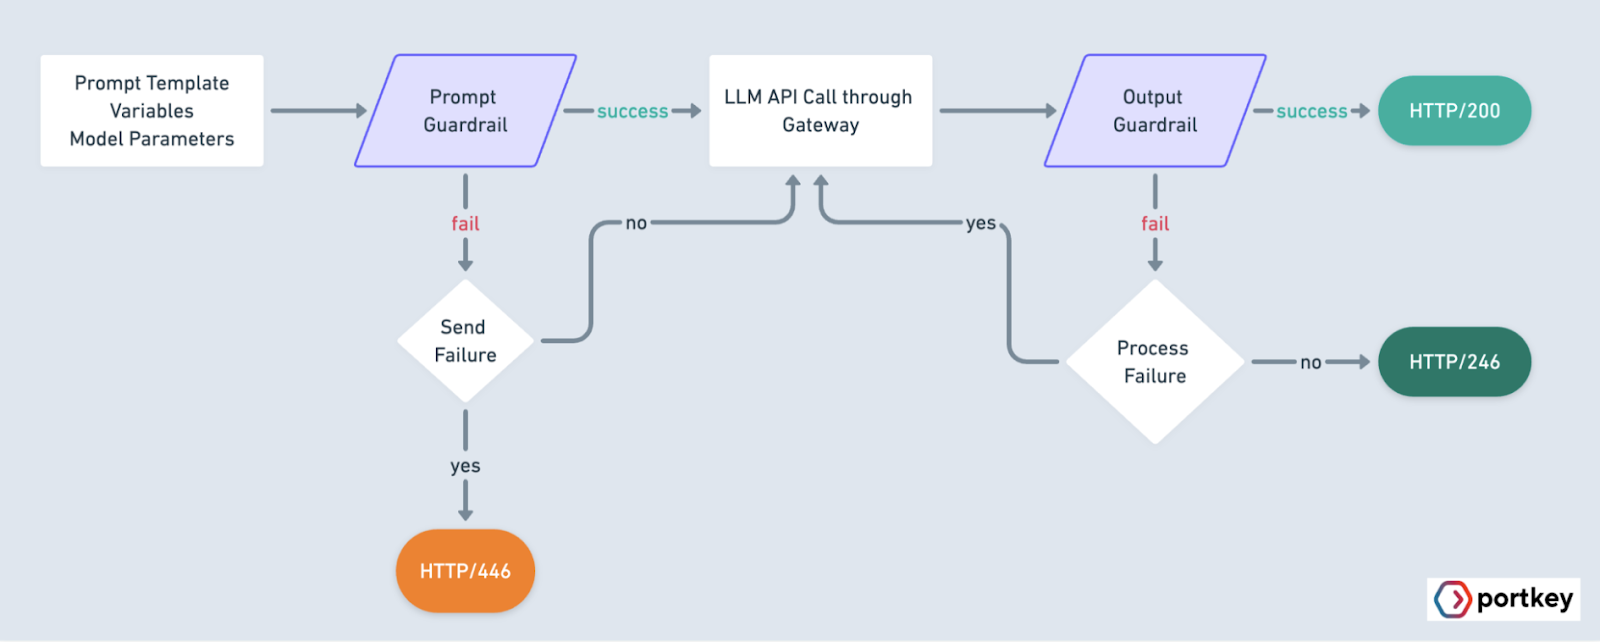 Prompt Template
Variables
Model Parameters
Prompt
Guardrail
success
LLM API Call through
Gateway
Output
Guardrail
success
HTTP/200
fail
no
yes
fail
Send
Failure
Process
Failure
no
HTTP/246
yes
HTTP/446
portkey